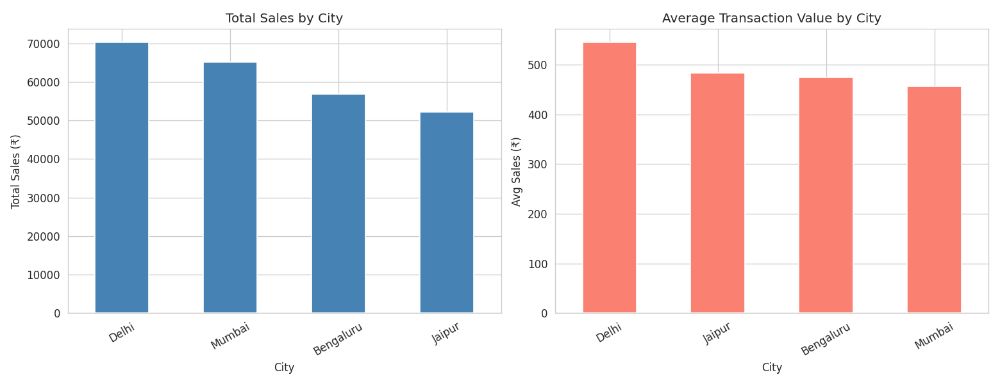 Total Sales by City
Total Sales (₹)
70000
60000
50000
40000
30000
20000
10000
0
Delhi
Mumbai
Bengaluru
Jaipur
City
Average Transaction Value by City
Avg Sales (₹)
500
400
300
200
100
0
Delhi
Jaipur
Bengaluru
Mumbai
City